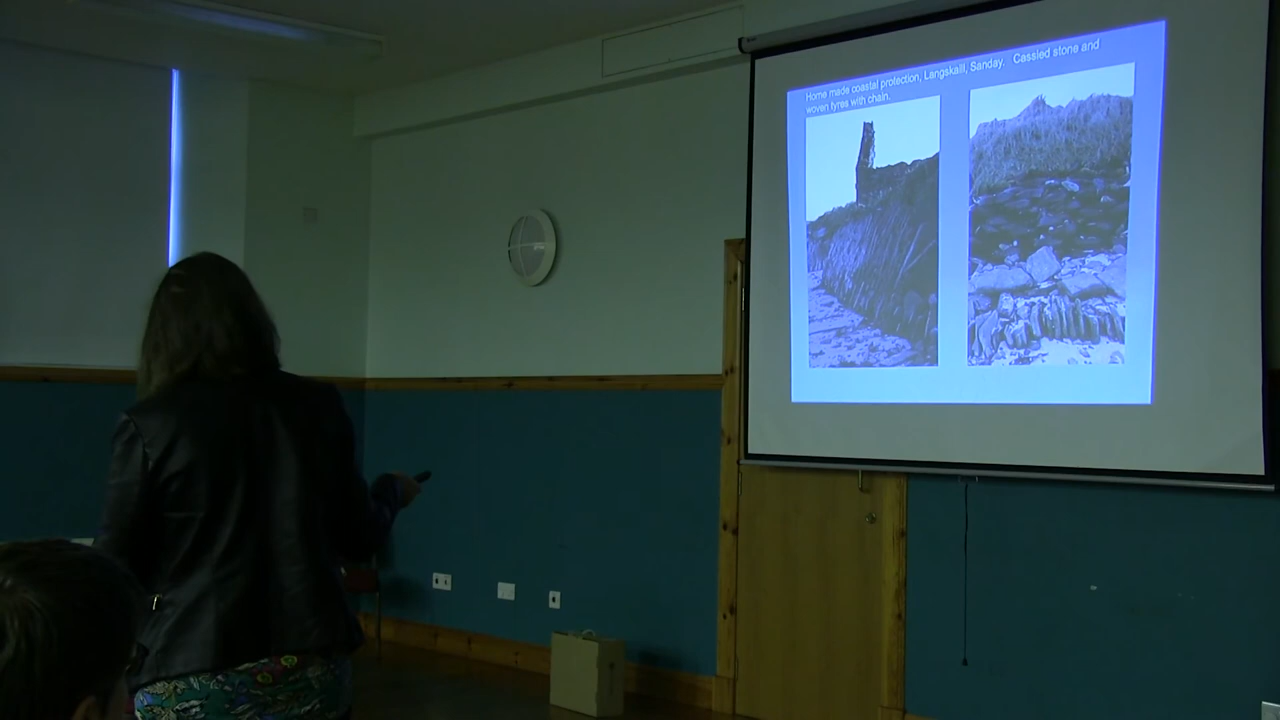 Home made coastal protection, Langskaill, Sanday. Cassied stone and
woven tyres with chain.